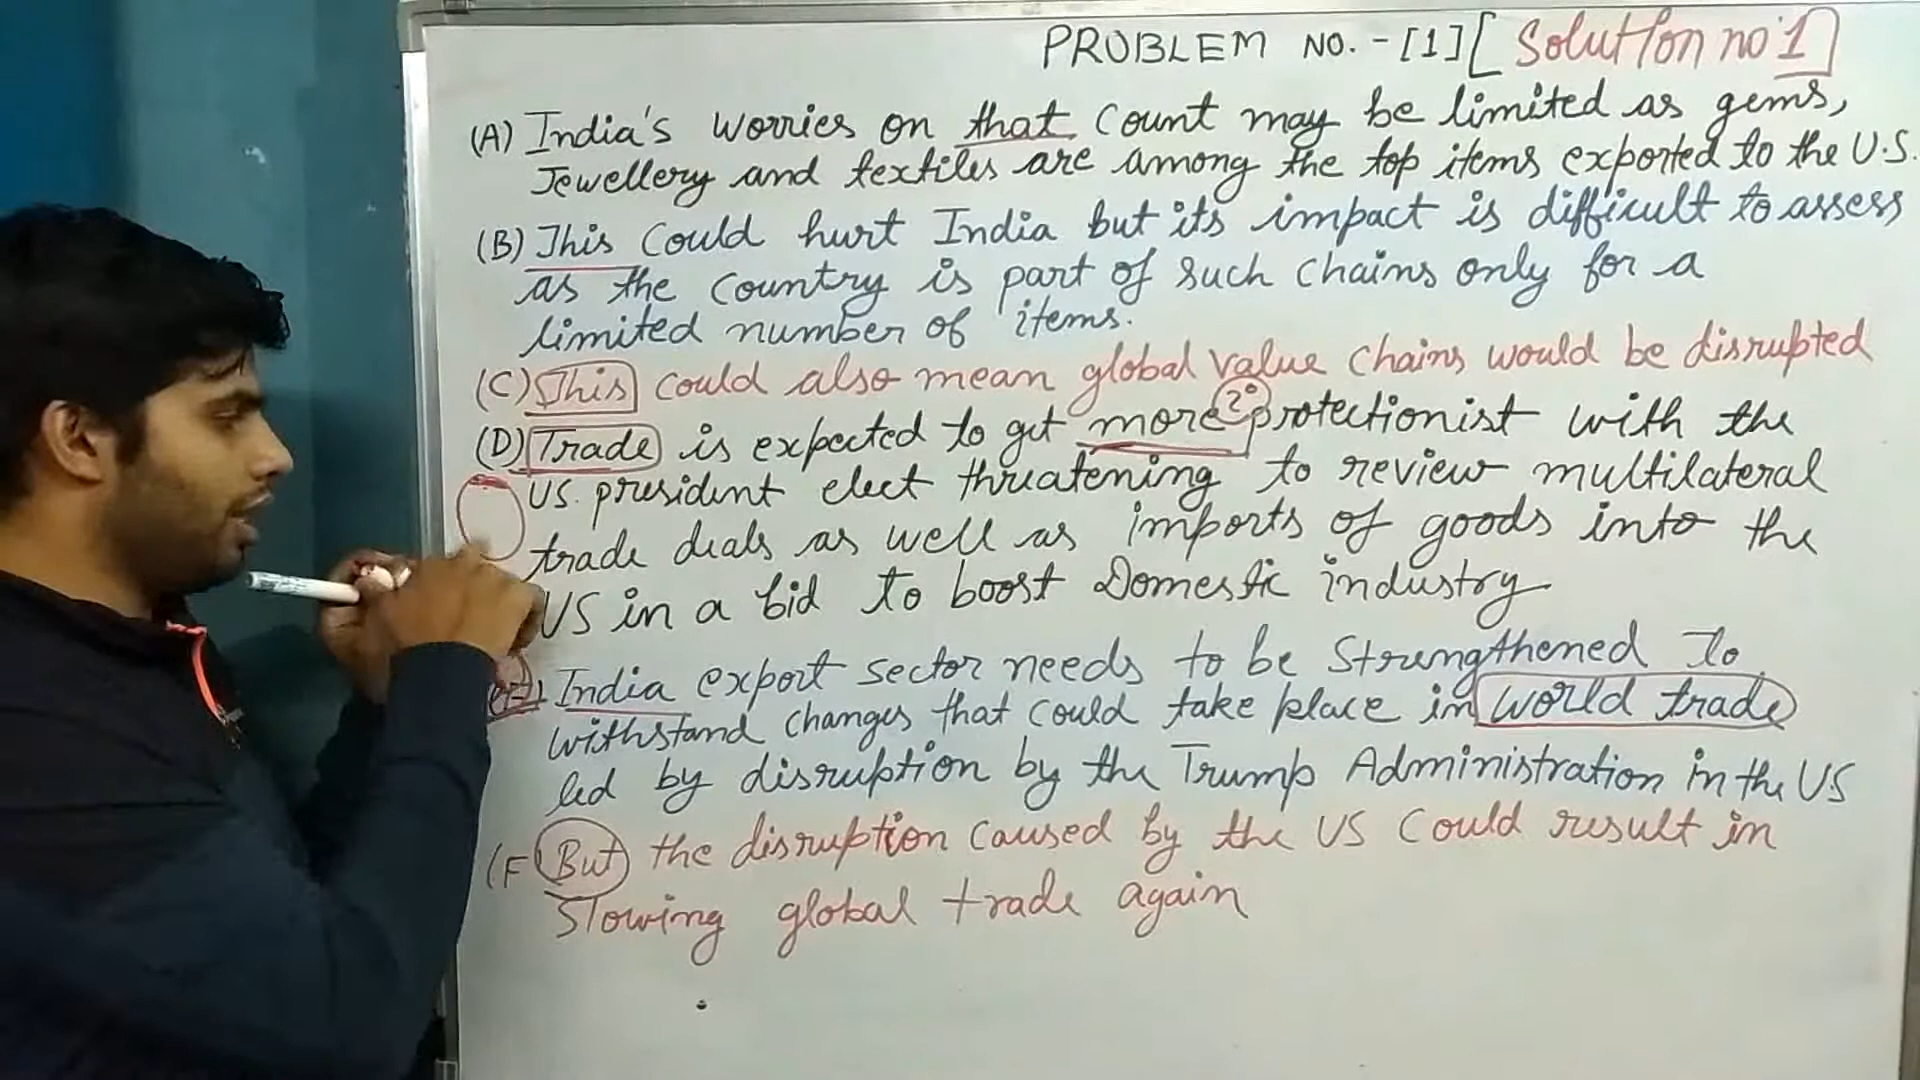 PROBLEM NO. - [1] [Solution no 1]
(A) India's worries on that count may be limited as gems,
Jewellery and textiles are among the top items exported to the U.S.
(B) This could hurt India but its impact is difficult to assess
as the country is part of such chains only for a
limited number of items.
(C) This could also mean global value chains would be disrupted
(D) Trade is expected to get more protectionist with the
US. president elect threatening to review multilateral
trade deals as well as imports of goods into the
US in a bid to boost Domestic industry
India export sector needs to be Strengthened To
withstand changes that could take place in world trade
led by disruption by the Trump Administration in the US
(F) But the disruption caused by the US could result in
Slowing global trade again